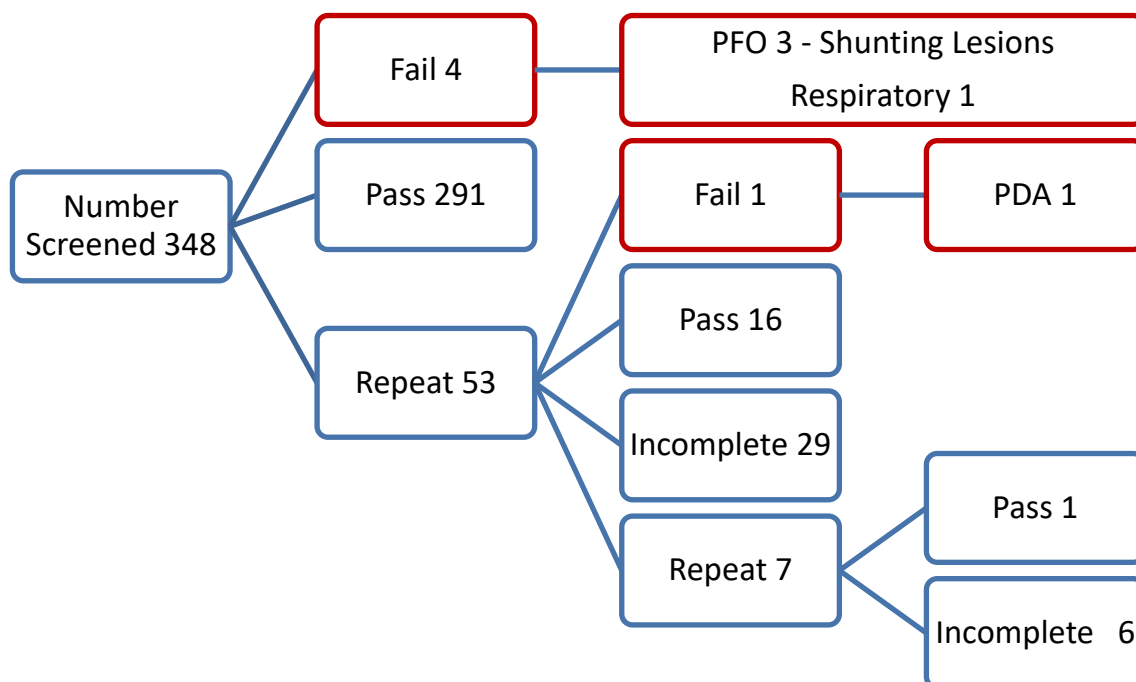 Number
Screened 348
Fail 4
PFO 3 - Shunting Lesions
Respiratory 1
Pass 291
Repeat 53
Fail 1
PDA 1
Pass 16
Incomplete 29
Repeat 7
Pass 1
Incomplete 6